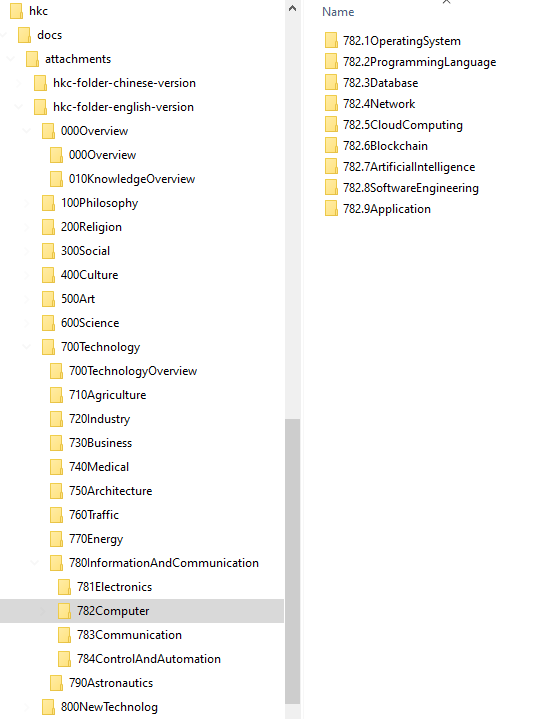 hkc
docs
attachments
hkc-folder-chinese-version
hkc-folder-english-version
000Overview
000Overview
010KnowledgeOverview
100Philosophy
200Religion
300Social
400Culture
500Art
600Science
700Technology
700TechnologyOverview
710Agriculture
720Industry
730Business
740Medical
750Architecture
760Traffic
770Energy
780InformationAndCommunication
781Electronics
782Computer
783Communication
784ControlAndAutomation
790Astronautics
800NewTechnolog
Name
782.1OperatingSystem
782.2ProgrammingLanguage
782.3Database
782.4Network
782.5CloudComputing
782.6Blockchain
782.7ArtificialIntelligence
782.8SoftwareEngineering
782.9Application